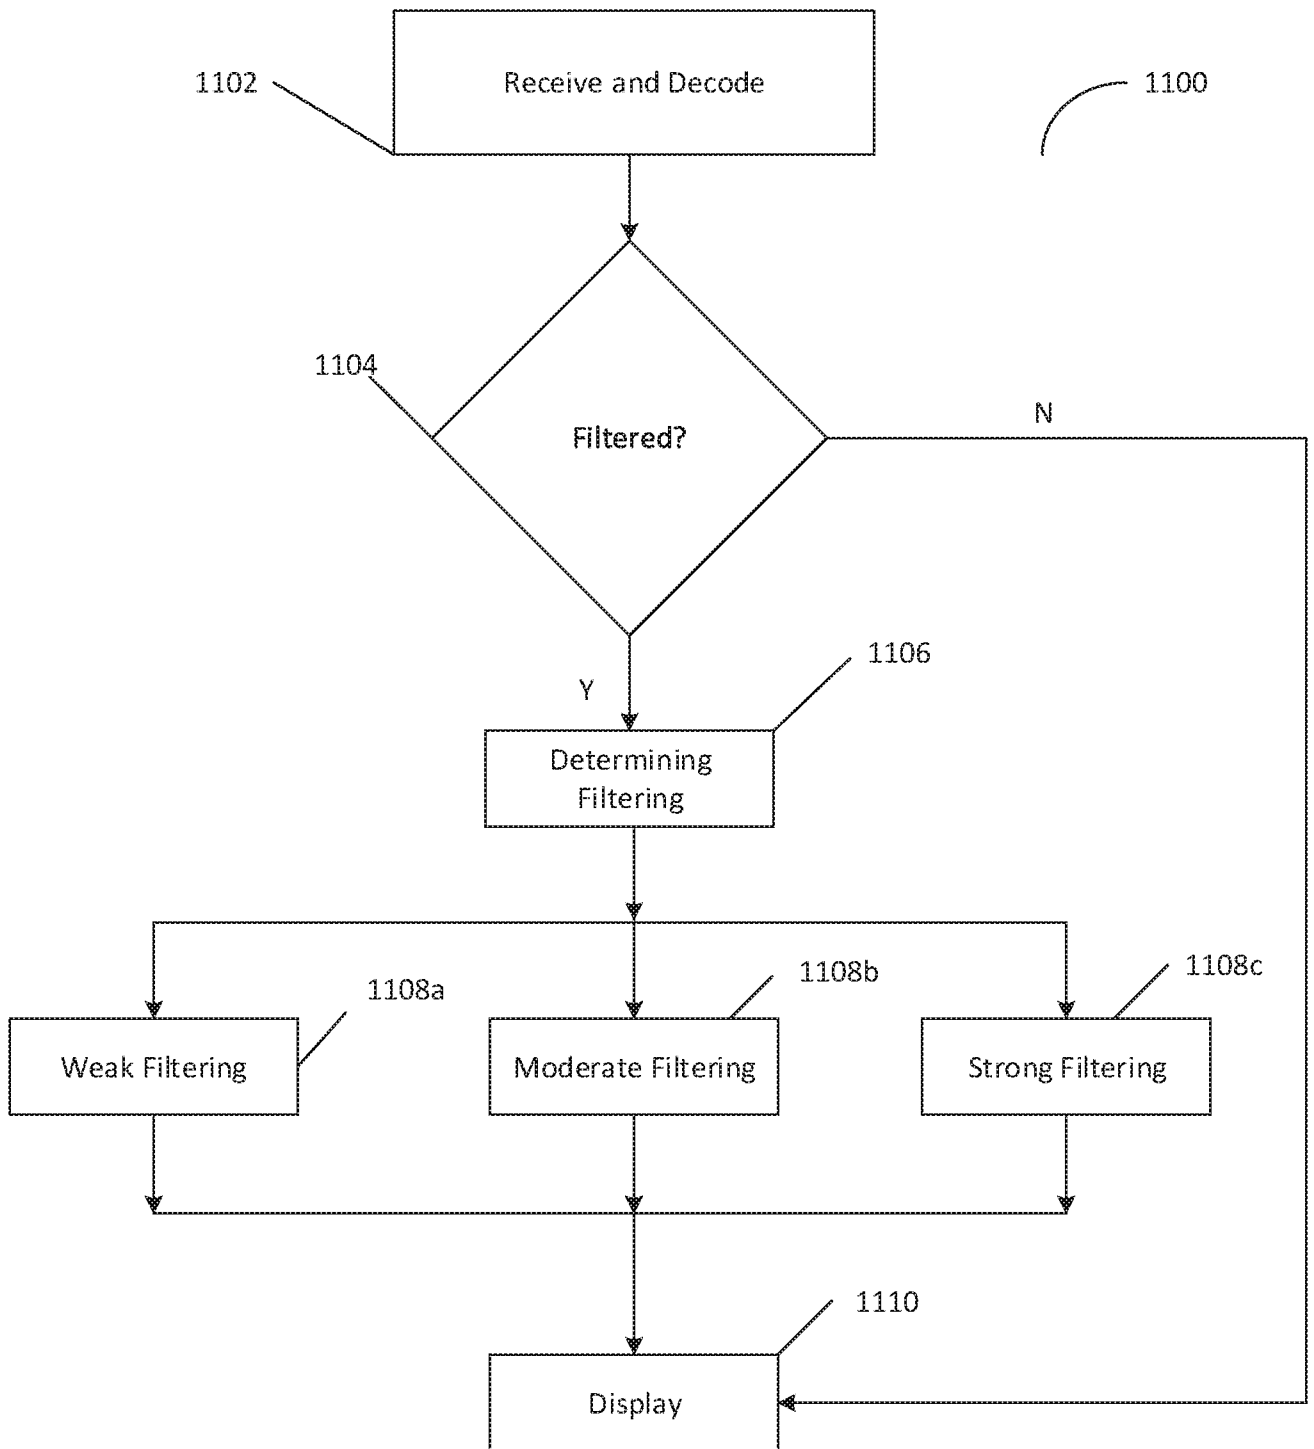 Receive and Decode
1102
1100
1104
Filtered?
N
1106
Y
Determining
Filtering
1108a
1108b
1108c
Weak Filtering
Moderate Filtering
Strong Filtering
1110
Display